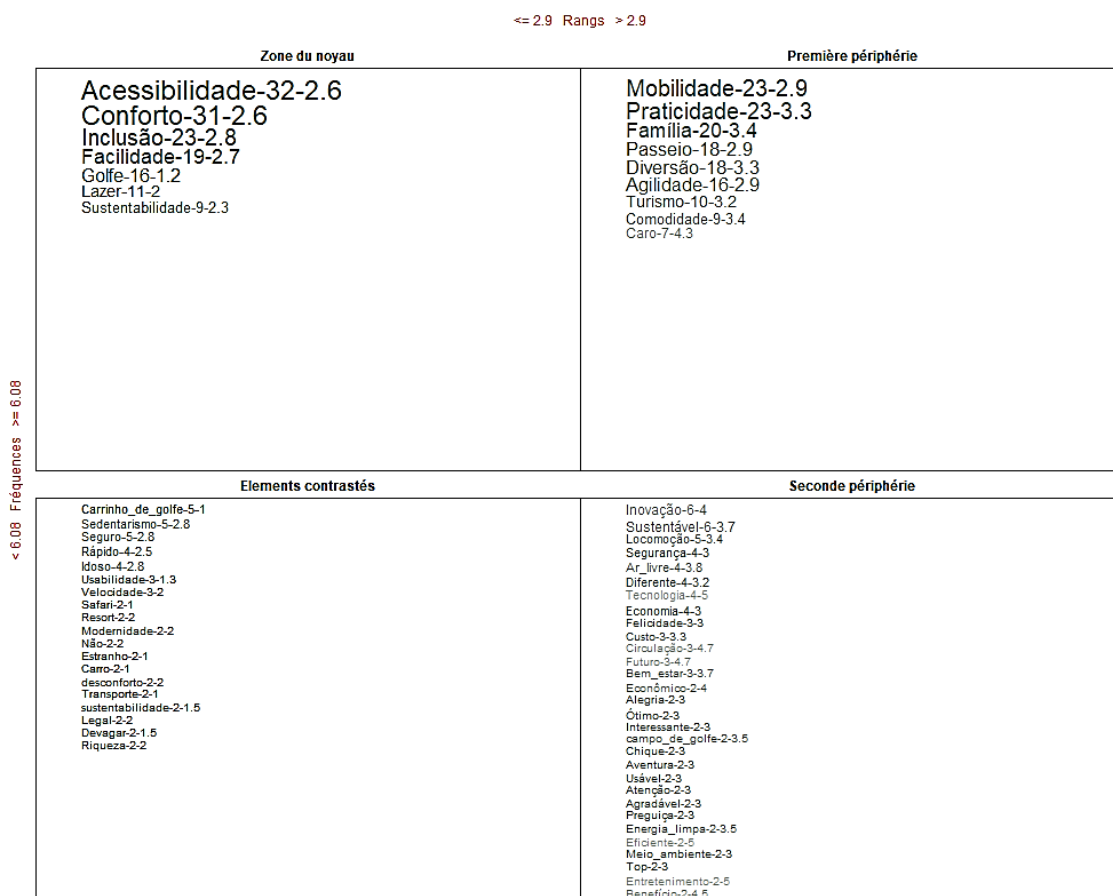 <= 2.9 Rangs > 2.9
Zone du noyau
Acessibilidade-32-2.6
Conforto-31-2.6
Inclusão-23-2.8
Facilidade-19-2.7
Golfe-16-1.2
Lazer-11-2
Sustentabilidade-9-2.3
Première périphérie
Mobilidade-23-2.9
Praticidade-23-3.3
Família-20-3.4
Passeio-18-2.9
Diversão-18-3.3
Agilidade-16-2.9
Turismo-10-3.2
Comodidade-9-3.4
Caro-7-4.3
< 6.08 Fréquences >= 6.08
Elements contrastés
Carrinho_de_golfe-5-1
Sedentarismo-5-2.8
Seguro-5-2.8
Rápido-4-2.5
Idoso-4-2.8
Usabilidade-3-1.3
Velocidade-3-2
Safari-2-1
Resort-2-2
Modernidade-2-2
Não-2-2
Estranho-2-1
Carro-2-1
desconforto-2-2
Transporte-2-1
sustentabilidade-2-1.5
Legal-2-2
Devagar-2-1.5
Riqueza-2-2
Seconde périphérie
Inovação-6-4
Sustentável-6-3.7
Locomoção-5-3.4
Segurança-4-3
Ar_livre-4-3.8
Diferente-4-3.2
Tecnologia-4-5
Economia-4-3
Felicidade-3-3
Custo-3-3.3
Circulação-3-4.7
Futuro-3-4.7
Bem_estar-3-3.7
Econômico-2-4
Alegria-2-3
Ótimo-2-3
Interessante-2-3
campo_de_golfe-2-3.5
Chique-2-3
Aventura-2-3
Usável-2-3
Atenção-2-3
Agradável-2-3
Preguiça-2-3
Energia_limpa-2-3.5
Eficiente-2-5
Meio_ambiente-2-3
Top-2-3
Entretenimento-2-5
Benefício-2-4.5